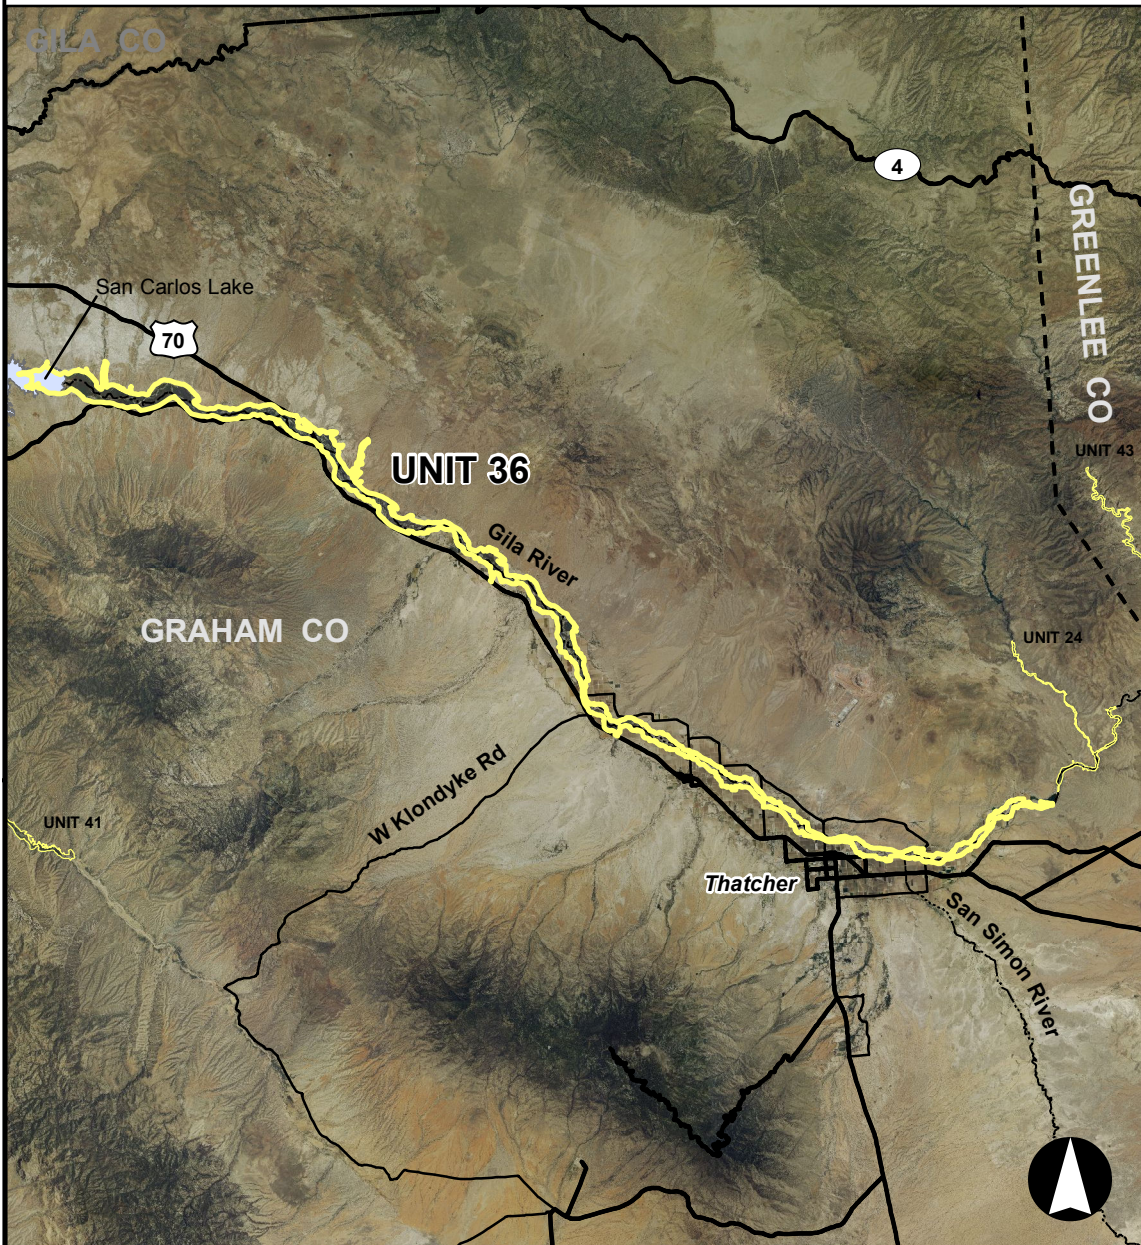 GILA CO
4
GREENLEE CO
San Carlos Lake
70
UNIT 43
UNIT 36
Gila River
GRAHAM CO
UNIT 24
W Klondyke Rd
UNIT 41
Thatcher
San Simon River